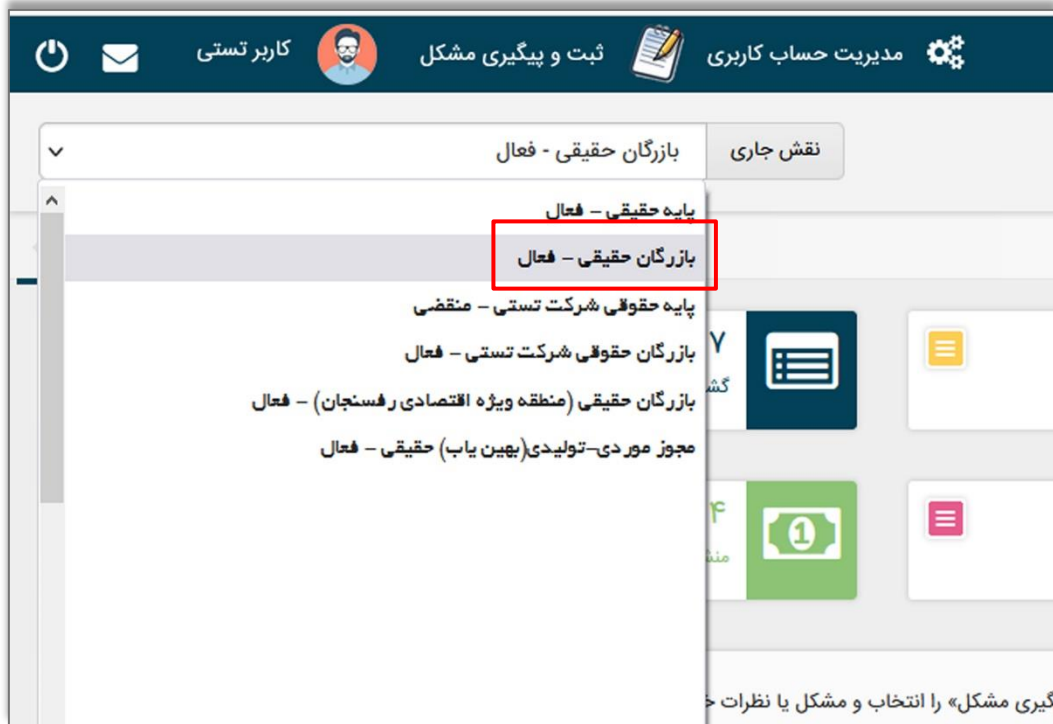 مدیریت حساب کاربری ثبت و پیگیری مشکل کاربر تستی
نقش جاری بازرگان حقیقی - فعال
پایه حقیقی – فعال
بازرگان حقیقی – فعال
پایه حقوقی شرکت تستی – منقضی
بازرگان حقوقی شرکت تستی – فعال
بازرگان حقیقی (منطقه ویژه اقتصادی رفسنجان) – فعال
مجوز موردی-تولیدی(بهین یاب) حقیقی – فعال
۷
۴
1
مشکل» را انتخاب و مشکل یا نظرات